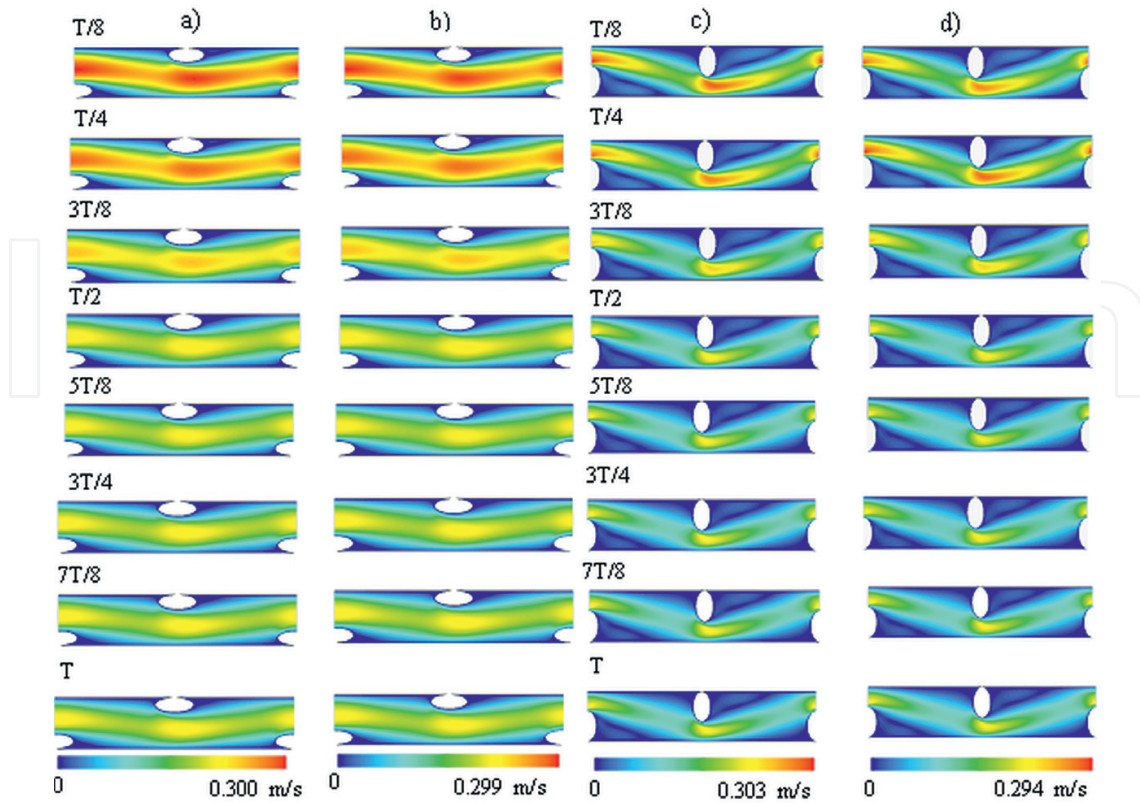 a) b) c) d)
T/8 T/8
T/4 T/4
3T/8 3T/8
T/2 T/2
5T/8 5T/8
3T/4 3T/4
7T/8 7T/8
T T
0 0.300 m/s 0 0.299 m/s 0 0.303 m/s 0 0.294 m/s